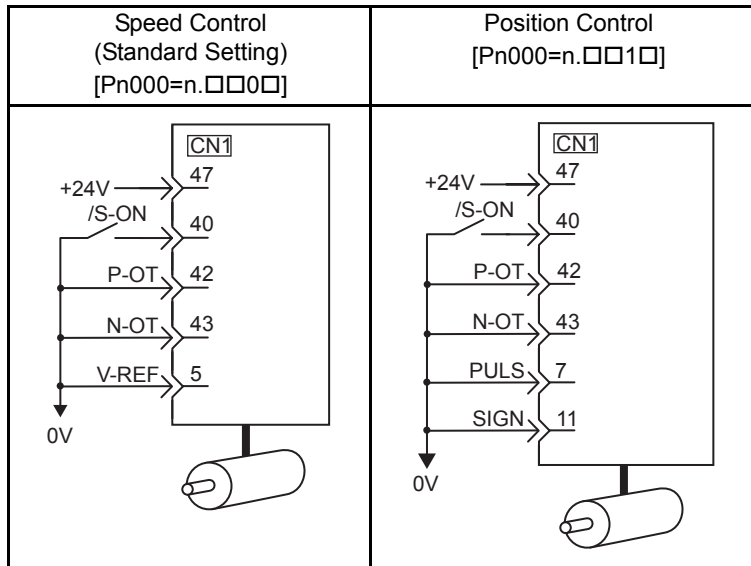 Speed Control
(Standard Setting)
[Pn000=n.□□0□]
Position Control
[Pn000=n.□□1□]
CN1
+24V
47
/S-ON
40
P-OT
42
N-OT
43
V-REF
5
0V
CN1
+24V
47
/S-ON
40
P-OT
42
N-OT
43
PULS
7
SIGN
11
0V